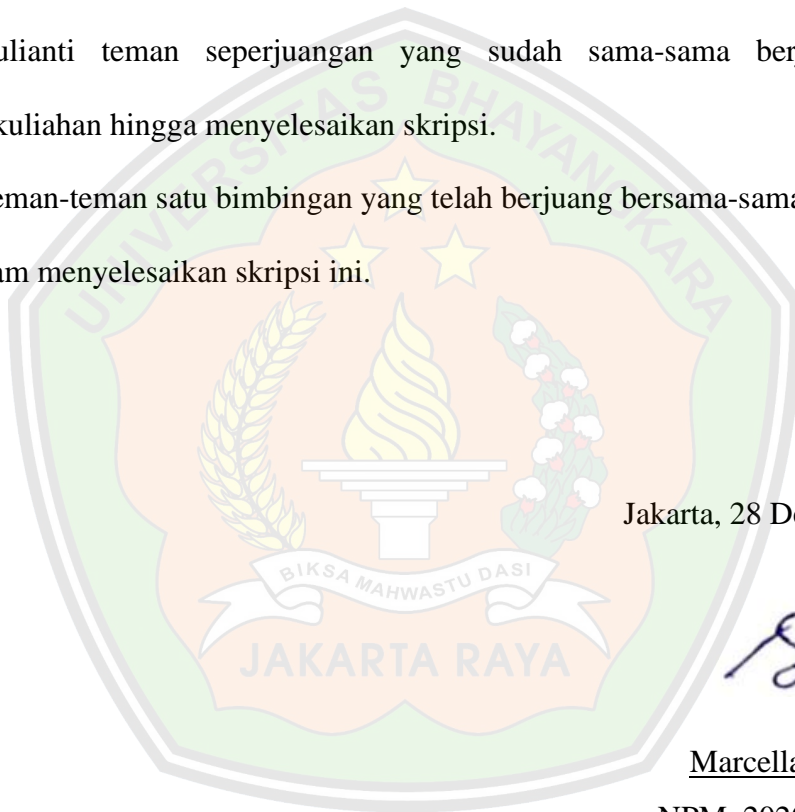 ulianti teman seperjuangan yang sudah sama-sama ber
kuliahan hingga menyelesaikan skripsi.
eman-teman satu bimbingan yang telah berjuang bersama-sama
am menyelesaikan skripsi ini.
UNIVERSITAS BHAYANGKARA
BIKSA MAHWASTU DASI
JAKARTA RAYA
Jakarta, 28 De
Marcella